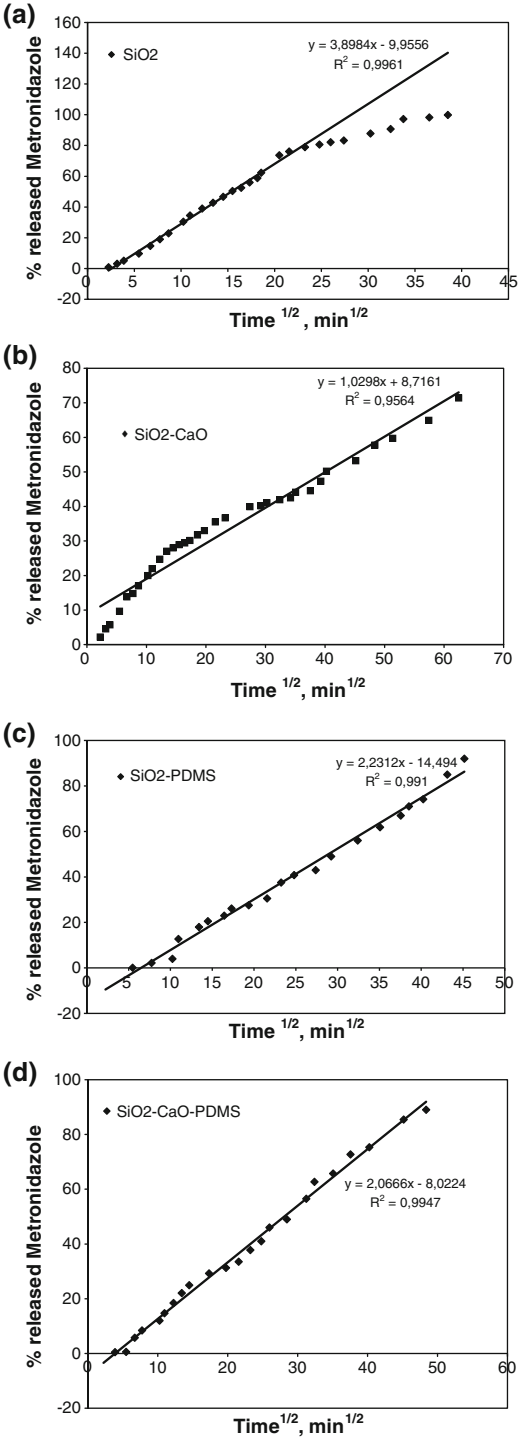 (a)
160
140
120
100
80
60
40
20
0
-20
SiO2
y = 3,8984x - 9,9556
R² = 0,9961
0 5 10 15 20 25 30 35 40 45
% released Metronidazole
Time 1/2 , min1/2
(b)
80
70
60
50
40
30
20
10
0
SiO2-CaO
y = 1,0298x + 8,7161
R² = 0,9564
0 10 20 30 40 50 60 70
% released Metronidazole
Time 1/2, min1/2
(c)
100
80
60
40
20
0
-20
SiO2-PDMS
y = 2,2312x - 14,494
R² = 0,991
0 5 10 15 20 25 30 35 40 45 50
% released Metronidazole
Time 1/2, min1/2
(d)
100
80
60
40
20
0
-20
SiO2-CaO-PDMS
y = 2,0666x - 8,0224
R² = 0,9947
0 10 20 30 40 50 60
% released Metronidazole
Time1/2, min1/2